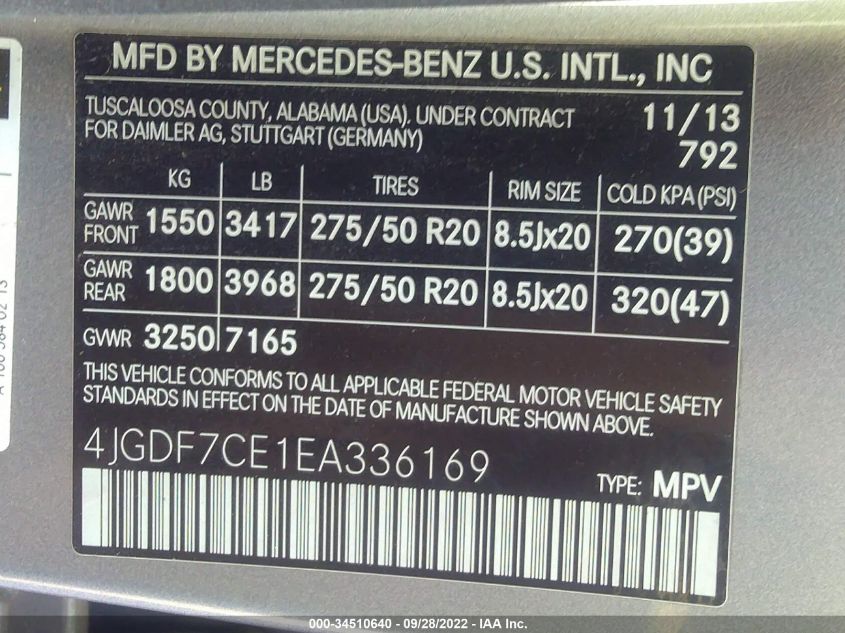 MFD BY MERCEDES-BENZ U.S. INTL., INC
TUSCALOOSA COUNTY, ALABAMA (USA). UNDER CONTRACT 11/13
FOR DAIMLER AG, STUTTGART (GERMANY) 792
KG LB TIRES RIM SIZE COLD KPA (PSI)
GAWR FRONT 1550 3417 275/50 R20 8.5Jx20 270(39)
GAWR REAR 1800 3968 275/50 R20 8.5Jx20 320(47)
GVWR 3250 7165
THIS VEHICLE CONFORMS TO ALL APPLICABLE FEDERAL MOTOR VEHICLE SAFETY
STANDARDS IN EFFECT ON THE DATE OF MANUFACTURE SHOWN ABOVE.
4JGDF7CE1EA336169
TYPE: MPV
000-34510640 - 09/28/2022 - IAA Inc.